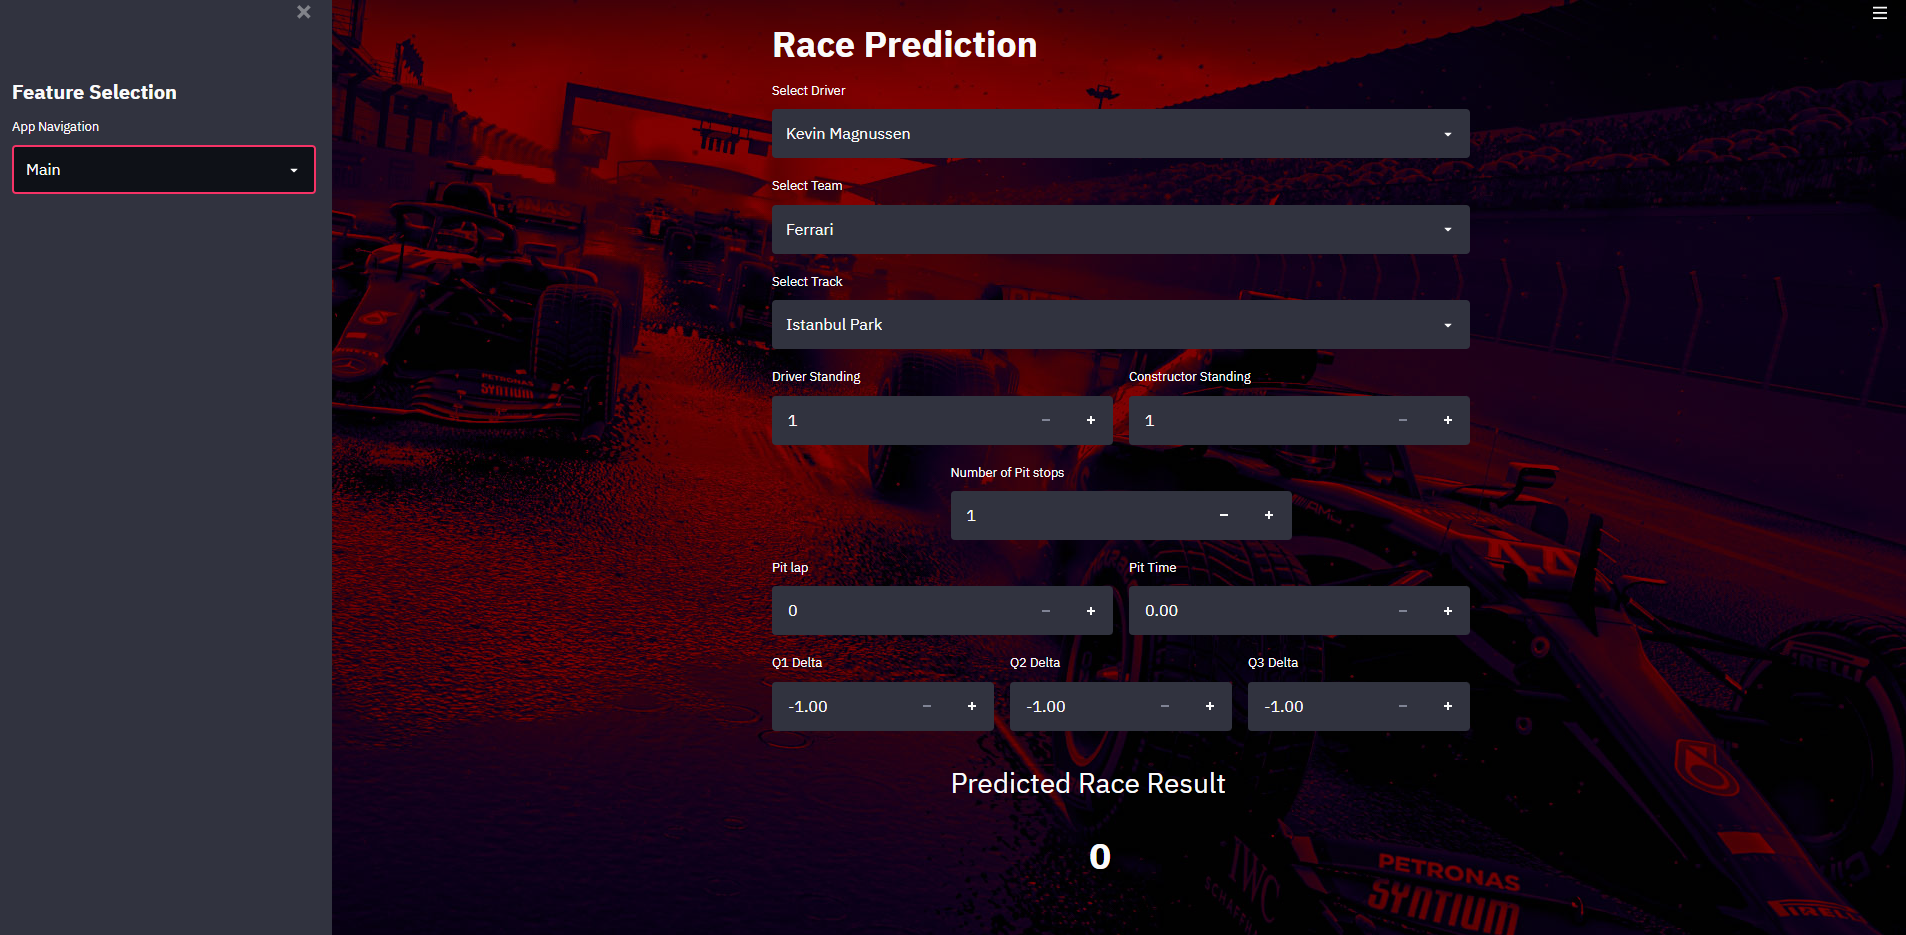 Feature Selection
App Navigation
Main
Race Prediction
Select Driver
Kevin Magnussen
Select Team
Ferrari
Select Track
Istanbul Park
Driver Standing
Constructor Standing
1
1
Number of Pit stops
1
Pit lap
Pit Time
0
0.00
Q1 Delta
Q2 Delta
Q3 Delta
-1.00
-1.00
-1.00
Predicted Race Result
0
PETRONAS
SYNTIUM
IWC
PETRONAS
SYNTIUM
PIRELLI